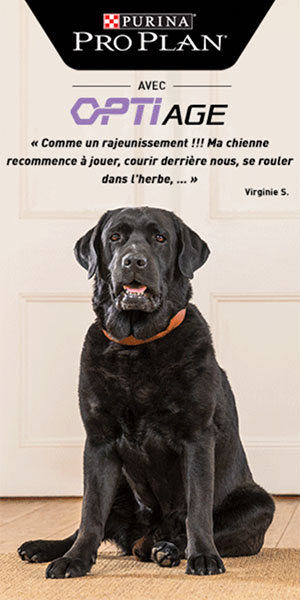 PURINA
PRO PLAN®
AVEC
OPTIAGE
« Comme un rajeunissement !!! Ma chienne
recommence à jouer, courir derrière nous, se rouler
dans l'herbe, ... »
Virginie S.